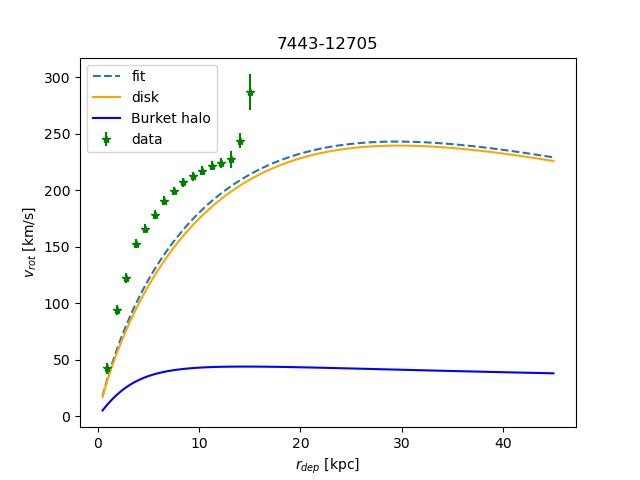 7443-12705
fit
disk
Burket halo
data
300
250
200
150
100
50
0
v_rot [km/s]
0 10 20 30 40
r_dep [kpc]